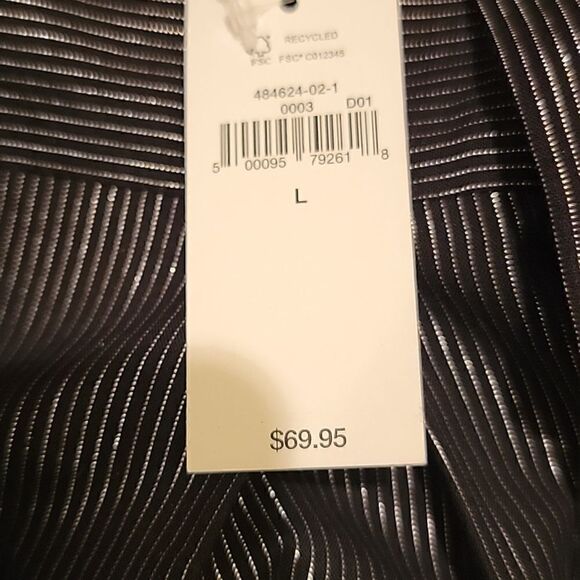 RECYCLED
FSC FSC® C012345
484624-02-1
0003 D01
5 00095 79261 8
L
$69.95